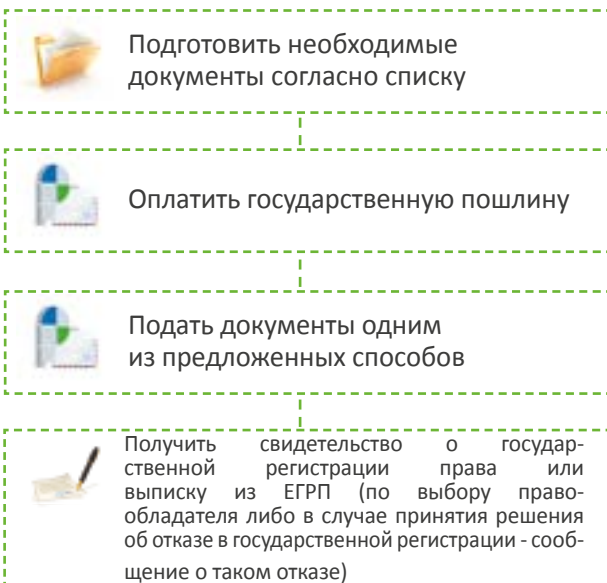 Подготовить необходимые
документы согласно списку
Оплатить государственную пошлину
Подать документы одним
из предложенных способов
Получить свидетельство о государ-
ственной регистрации права или
выписку из ЕГРП (по выбору право-
обладателя либо в случае принятия решения
об отказе в государственной регистрации - сооб-
щение о таком отказе)